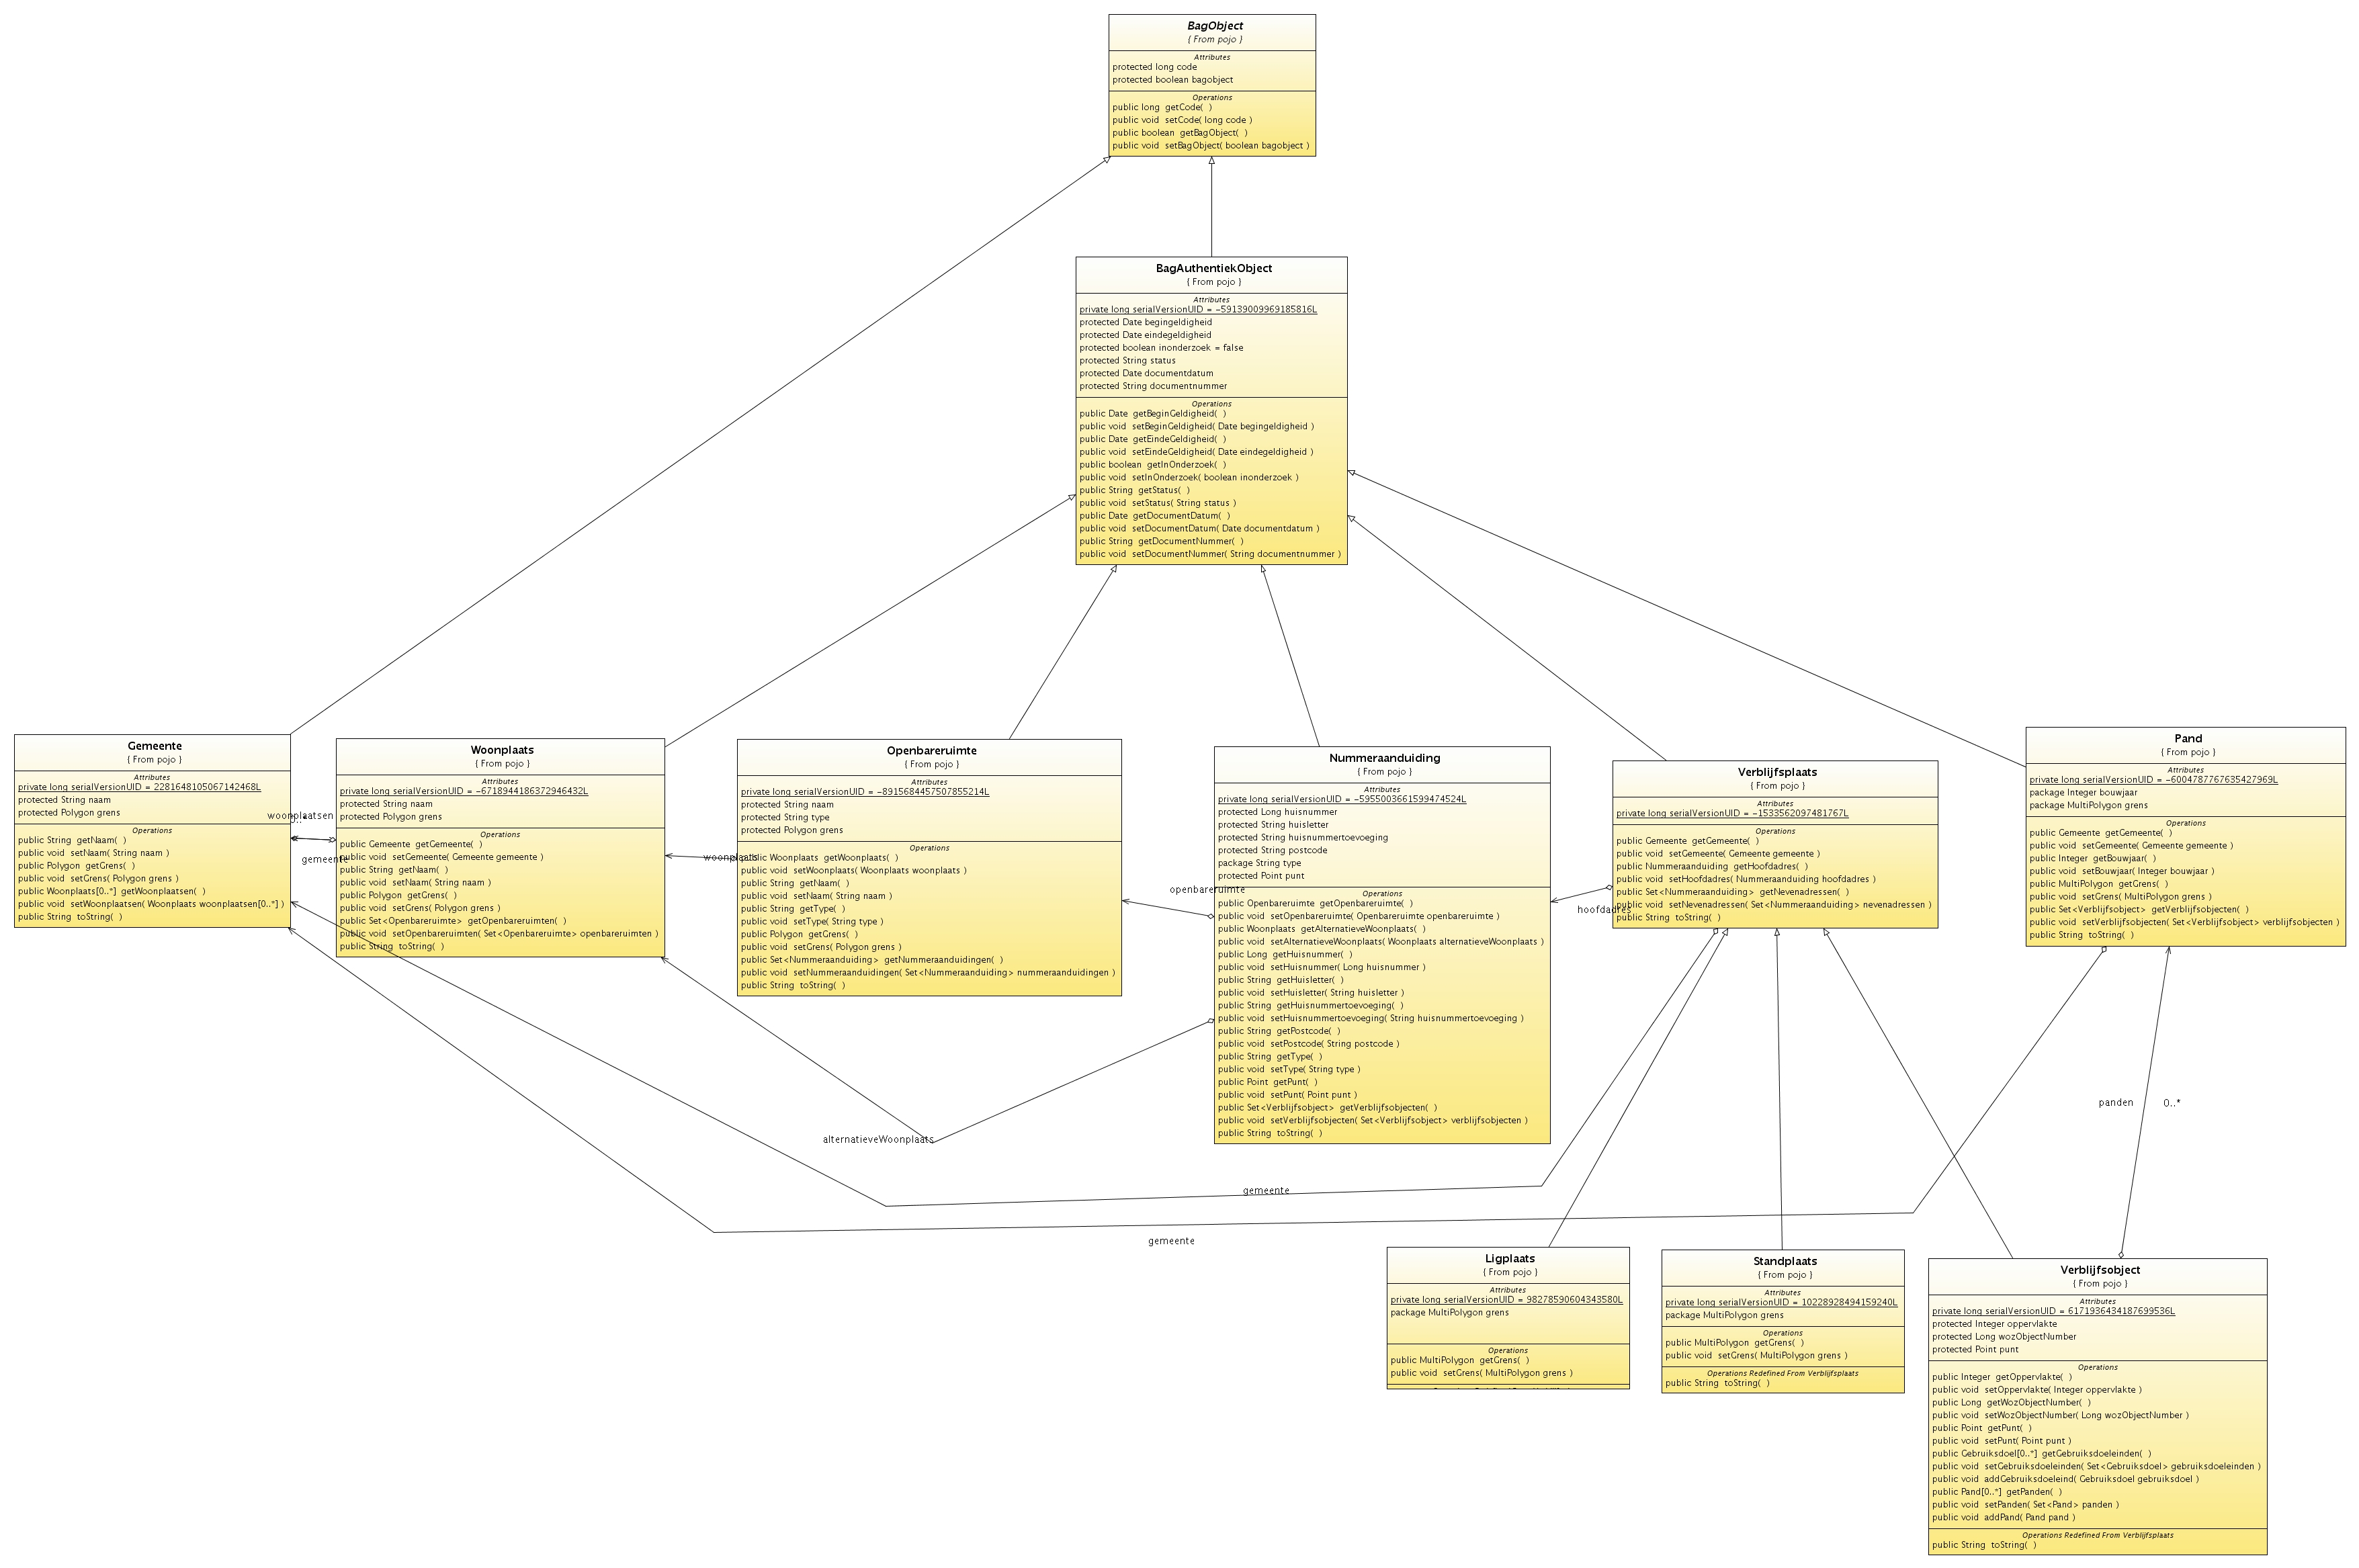 BagObject
{ From pojo }
Attributes
protected long code
protected boolean bagobject
Operations
public long getCode( )
public void setCode( long code )
public boolean getBagObject( )
public void setBagObject( boolean bagobject )
BagAuthentiekObject
{ From pojo }
Attributes
private long serialVersionUID = -59139009969185816L
protected Date begingeldigheid
protected Date eindegeldigheid
protected boolean inonderzoek = false
protected String status
protected Date documentdatum
protected String documentnummer
Operations
public Date getBeginGeldigheid( )
public void setBeginGeldigheid( Date begingeldigheid )
public Date getEindeGeldigheid( )
public void setEindeGeldigheid( Date eindegeldigheid )
public boolean getInOnderzoek( )
public void setInOnderzoek( boolean inonderzoek )
public String getStatus( )
public void setStatus( String status )
public Date getDocumentDatum( )
public void setDocumentDatum( Date documentdatum )
public String getDocumentNummer( )
public void setDocumentNummer( String documentnummer )
Gemeente
{ From pojo }
Attributes
private long serialVersionUID = 2281648105067142468L
protected String naam
protected Polygon grens
Operations
public String getNaam( )
public void setNaam( String naam )
public Polygon getGrens( )
public void setGrens( Polygon grens )
public Woonplaats[0..*] getWoonplaatsen( )
public void setWoonplaatsen( Woonplaats woonplaatsen[0..*] )
public String toString( )
woonplaatsen
0..*
gemeente
Woonplaats
{ From pojo }
Attributes
private long serialVersionUID = -6718944186372946432L
protected String naam
protected Polygon grens
Operations
public Gemeente getGemeente( )
public void setGemeente( Gemeente gemeente )
public String getNaam( )
public void setNaam( String naam )
public Polygon getGrens( )
public void setGrens( Polygon grens )
public Set<Openbareruimte> getOpenbareruimten( )
public void setOpenbareruimten( Set<Openbareruimte> openbareruimten )
public String toString( )
woonplaats
Openbareruimte
{ From pojo }
Attributes
private long serialVersionUID = -8915684457507855214L
protected String naam
protected String type
protected Polygon grens
Operations
public Woonplaats getWoonplaats( )
public void setWoonplaats( Woonplaats woonplaats )
public String getNaam( )
public void setNaam( String naam )
public String getType( )
public void setType( String type )
public Polygon getGrens( )
public void setGrens( Polygon grens )
public Set<Nummeraanduiding> getNummeraanduidingen( )
public void setNummeraanduidingen( Set<Nummeraanduiding> nummeraanduidingen )
public String toString( )
openbareruimte
Nummeraanduiding
{ From pojo }
Attributes
private long serialVersionUID = -5955003661599474524L
protected Long huisnummer
protected String huisletter
protected String huisnummertoevoeging
protected String postcode
package String type
protected Point punt
Operations
public Openbareruimte getOpenbareruimte( )
public void setOpenbareruimte( Openbareruimte openbareruimte )
public Woonplaats getAlternatieveWoonplaats( )
public void setAlternatieveWoonplaats( Woonplaats alternatieveWoonplaats )
public Long getHuisnummer( )
public void setHuisnummer( Long huisnummer )
public String getHuisletter( )
public void setHuisletter( String huisletter )
public String getHuisnummertoevoeging( )
public void setHuisnummertoevoeging( String huisnummertoevoeging )
public String getPostcode( )
public void setPostcode( String postcode )
public String getType( )
public void setType( String type )
public Point getPunt( )
public void setPunt( Point punt )
public Set<Verblijfsobject> getVerblijfsobjecten( )
public void setVerblijfsobjecten( Set<Verblijfsobject> verblijfsobjecten )
public String toString( )
hoofdadres
Verblijfsplaats
{ From pojo }
Attributes
private long serialVersionUID = -1533562097481767L
Operations
public Gemeente getGemeente( )
public void setGemeente( Gemeente gemeente )
public Nummeraanduiding getHoofdadres( )
public void setHoofdadres( Nummeraanduiding hoofdadres )
public Set<Nummeraanduiding> getNevenadressen( )
public void setNevenadressen( Set<Nummeraanduiding> nevenadressen )
public String toString( )
Pand
{ From pojo }
Attributes
private long serialVersionUID = -6004787767635427969L
package Integer bouwjaar
package MultiPolygon grens
Operations
public Gemeente getGemeente( )
public void setGemeente( Gemeente gemeente )
public Integer getBouwjaar( )
public void setBouwjaar( Integer bouwjaar )
public MultiPolygon getGrens( )
public void setGrens( MultiPolygon grens )
public Set<Verblijfsobject> getVerblijfsobjecten( )
public void setVerblijfsobjecten( Set<Verblijfsobject> verblijfsobjecten )
public String toString( )
panden
0..*
alternatieveWoonplaats
gemeente
gemeente
Ligplaats
{ From pojo }
Attributes
private long serialVersionUID = 98278590604343580L
package MultiPolygon grens
Operations
public MultiPolygon getGrens( )
public void setGrens( MultiPolygon grens )
Standplaats
{ From pojo }
Attributes
private long serialVersionUID = 10228928494159240L
package MultiPolygon grens
Operations
public MultiPolygon getGrens( )
public void setGrens( MultiPolygon grens )
Operations Redefined From Verblijfsplaats
public String toString( )
Verblijfsobject
{ From pojo }
Attributes
private long serialVersionUID = 6171936434187699536L
protected Integer oppervlakte
protected Long wozObjectNumber
protected Point punt
Operations
public Integer getOppervlakte( )
public void setOppervlakte( Integer oppervlakte )
public Long getWozObjectNumber( )
public void setWozObjectNumber( Long wozObjectNumber )
public Point getPunt( )
public void setPunt( Point punt )
public Gebruiksdoel[0..*] getGebruiksdoeleinden( )
public void setGebruiksdoeleinden( Set<Gebruiksdoel> gebruiksdoeleinden )
public void addGebruiksdoeleind( Gebruiksdoel gebruiksdoel )
public Pand[0..*] getPanden( )
public void setPanden( Set<Pand> panden )
public void addPand( Pand pand )
Operations Redefined From Verblijfsplaats
public String toString( )